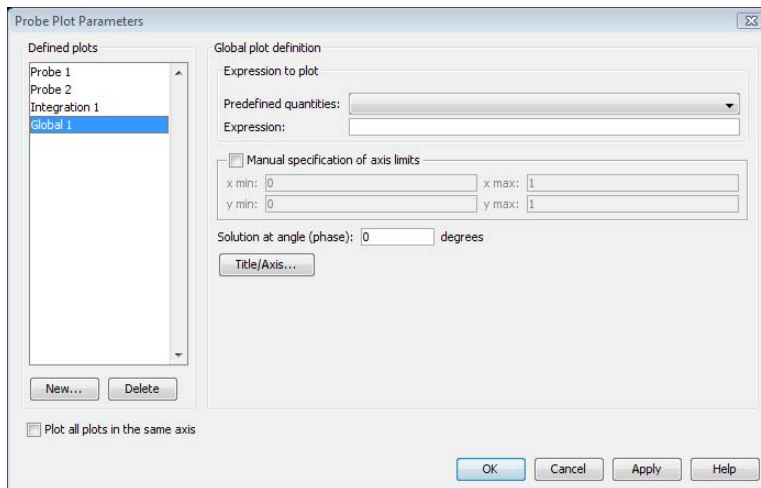 Probe Plot Parameters
Defined plots
Probe 1
Probe 2
Integration 1
Global 1
New...
Delete
Plot all plots in the same axis
Global plot definition
Expression to plot
Predefined quantities:
Expression:
Manual specification of axis limits
x min: 0 x max: 1
y min: 0 y max: 1
Solution at angle (phase): 0 degrees
Title/Axis...
OK Cancel Apply Help